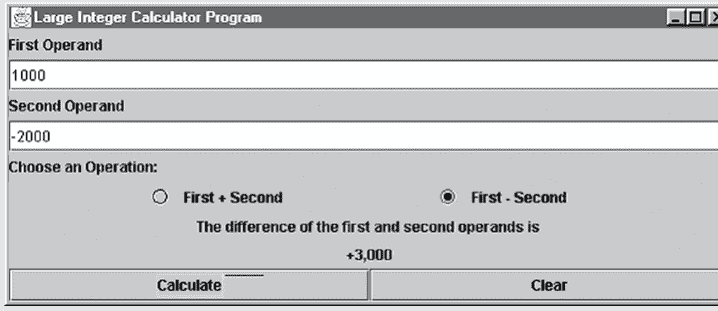 Large Integer Calculator Program
First Operand
1000
Second Operand
-2000
Choose an Operation:
First + Second First - Second
The difference of the first and second operands is
+3,000
Calculate Clear